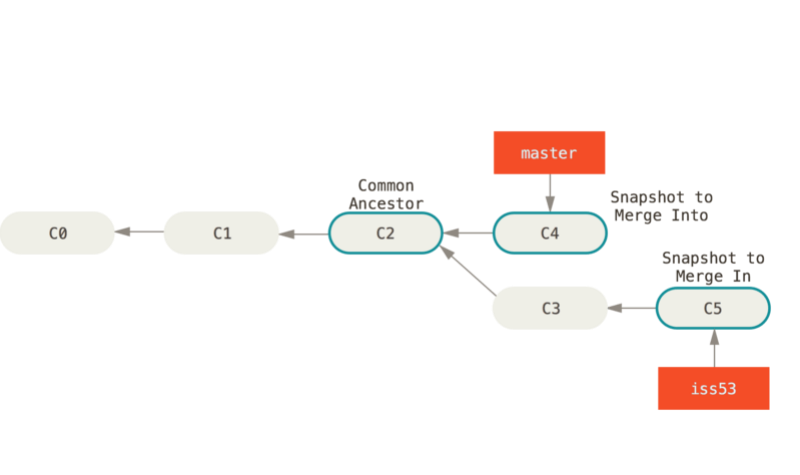 master
Common
Ancestor
Snapshot to
Merge Into
C0
C1
C2
C4
Snapshot to
Merge In
C3
C5
iss53